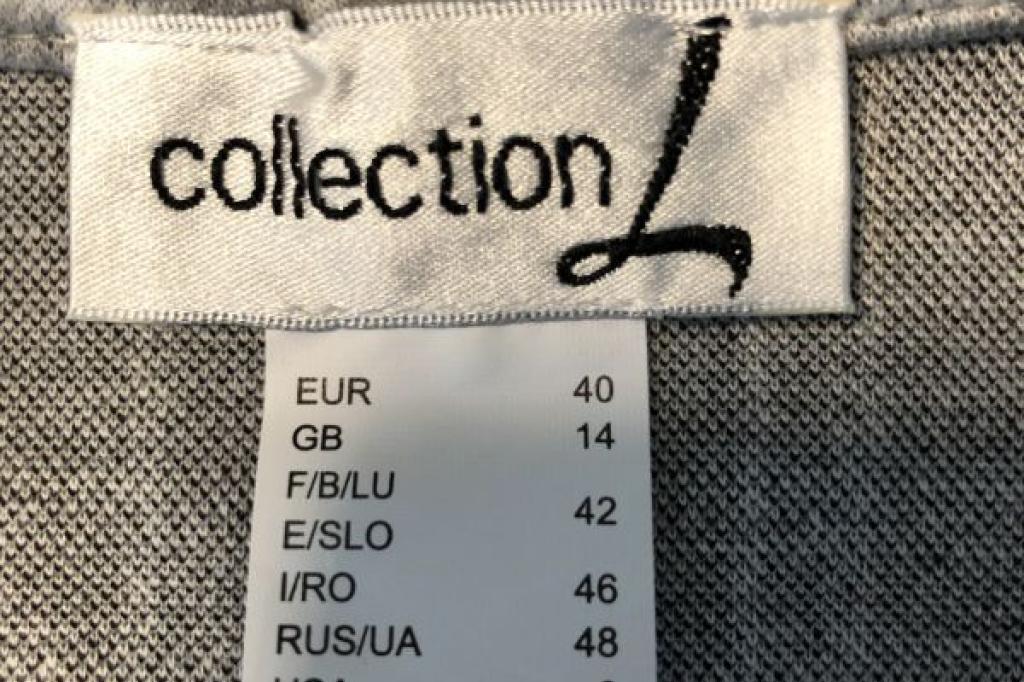 collection L
EUR 40
GB 14
F/B/LU
42
E/SLO
I/RO 46
RUS/UA 48